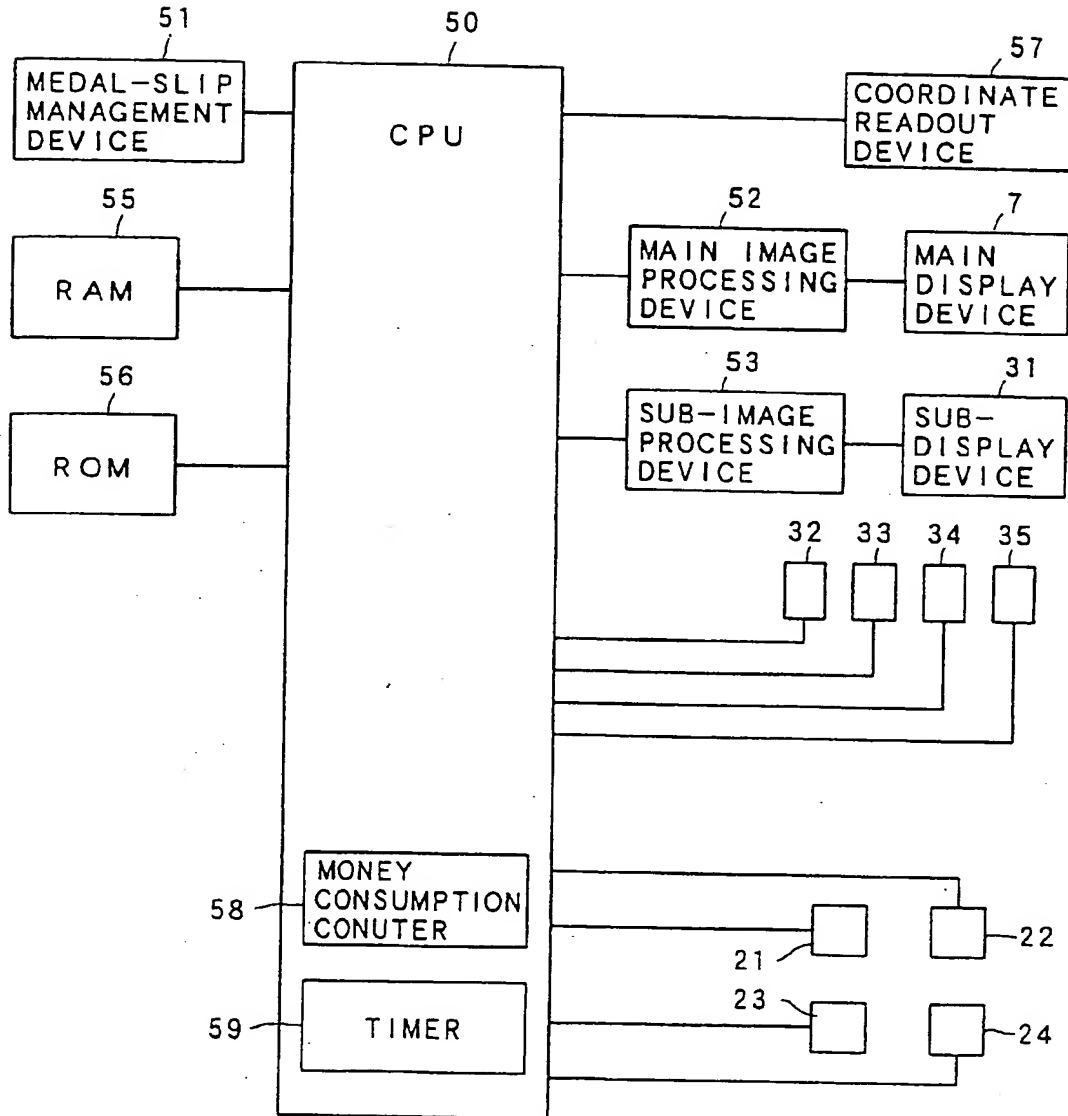 51
50
57
MEDAL-SLIP
MANAGEMENT
DEVICE
CPU
COORDINATE
READOUT
DEVICE
55
RAM
52
7
MAIN IMAGE
PROCESSING
DEVICE
MAIN
DISPLAY
DEVICE
56
ROM
53
31
SUB-IMAGE
PROCESSING
DEVICE
SUB-
DISPLAY
DEVICE
32
33
34
35
MONEY
CONSUMPTION
CONUTER
58
21
22
59
TIMER
23
24